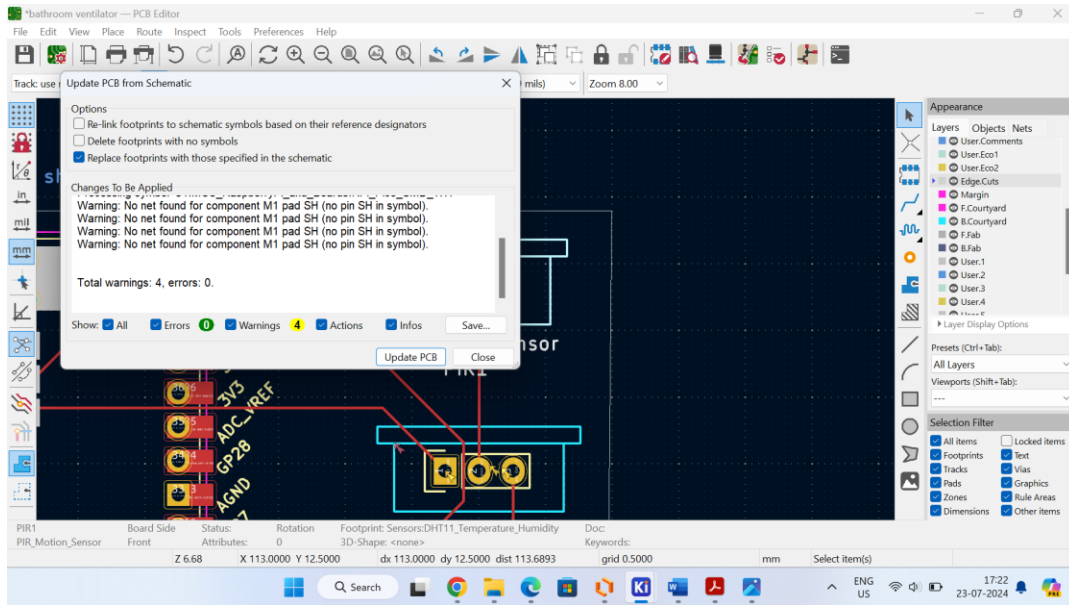 *bathroom ventilator — PCB Editor
File Edit View Place Route Inspect Tools Preferences Help
Track: use
mils)
Zoom 8.00
Update PCB from Schematic
Options
Re-link footprints to schematic symbols based on their reference designators
Delete footprints with no symbols
Replace footprints with those specified in the schematic
Changes To Be Applied
Warning: No net found for component M1 pad SH (no pin SH in symbol).
Warning: No net found for component M1 pad SH (no pin SH in symbol).
Warning: No net found for component M1 pad SH (no pin SH in symbol).
Warning: No net found for component M1 pad SH (no pin SH in symbol).
Total warnings: 4, errors: 0.
Show: All Errors 0 Warnings 4 Actions Infos Save...
Update PCB Close
in
mil
mm
3V3
ADC_VREF
GP28
AGND
PIR1
Appearance
Layers Objects Nets
User.Comments
User.Eco1
User.Eco2
Edge.Cuts
Margin
F.Courtyard
B.Courtyard
F.Fab
B.Fab
User.1
User.2
User.3
User.4
Layer Display Options
Presets (Ctrl+Tab):
All Layers
Viewports (Shift+Tab):
---
Selection Filter
All items Locked items
Footprints Text
Tracks Vias
Pads Graphics
Zones Rule Areas
Dimensions Other items
PIR1 Board Side Status: Rotation Footprint: Sensors:DHT11_Temperature_Humidity Doc:
PIR_Motion_Sensor Front Attributes: 0 3D-Shape: <none> Keywords:
Z 6.68 X 113.0000 Y 12.5000 dx 113.0000 dy 12.5000 dist 113.6893 grid 0.5000 mm Select item(s)
Search
Ki
ENG
US
17:22
23-07-2024